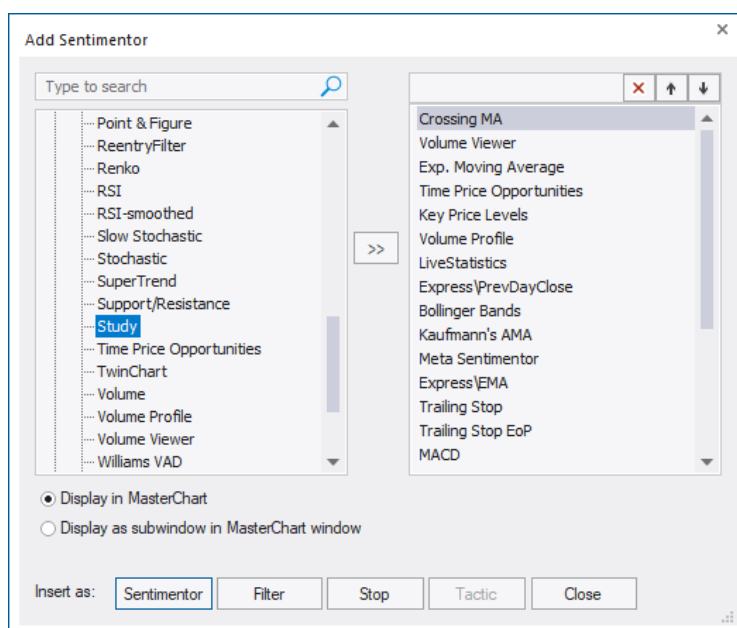 Add Sentimentor
Type to search
Point & Figure
ReentryFilter
Renko
RSI
RSI-smoothed
Slow Stochastic
Stochastic
SuperTrend
Support/Resistance
Study
Time Price Opportunities
TwinChart
Volume
Volume Profile
Volume Viewer
Williams VAD
>>
Crossing MA
Volume Viewer
Exp. Moving Average
Time Price Opportunities
Key Price Levels
Volume Profile
LiveStatistics
Express\PrevDayClose
Bollinger Bands
Kaufmann's AMA
Meta Sentimentor
Express\EMA
Trailing Stop
Trailing Stop EoP
MACD
Display in MasterChart
Display as subwindow in MasterChart window
Insert as: Sentimentor Filter Stop Tactic Close